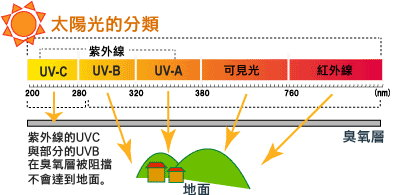 太陽光的分類
紫外線
UV-C UV-B UV-A 可見光 紅外線
200 280 320 380 760 (nm)
臭氧層
紫外線的UVC
與部分的UVB
在臭氧層被阻擋
不會達到地面。
地面